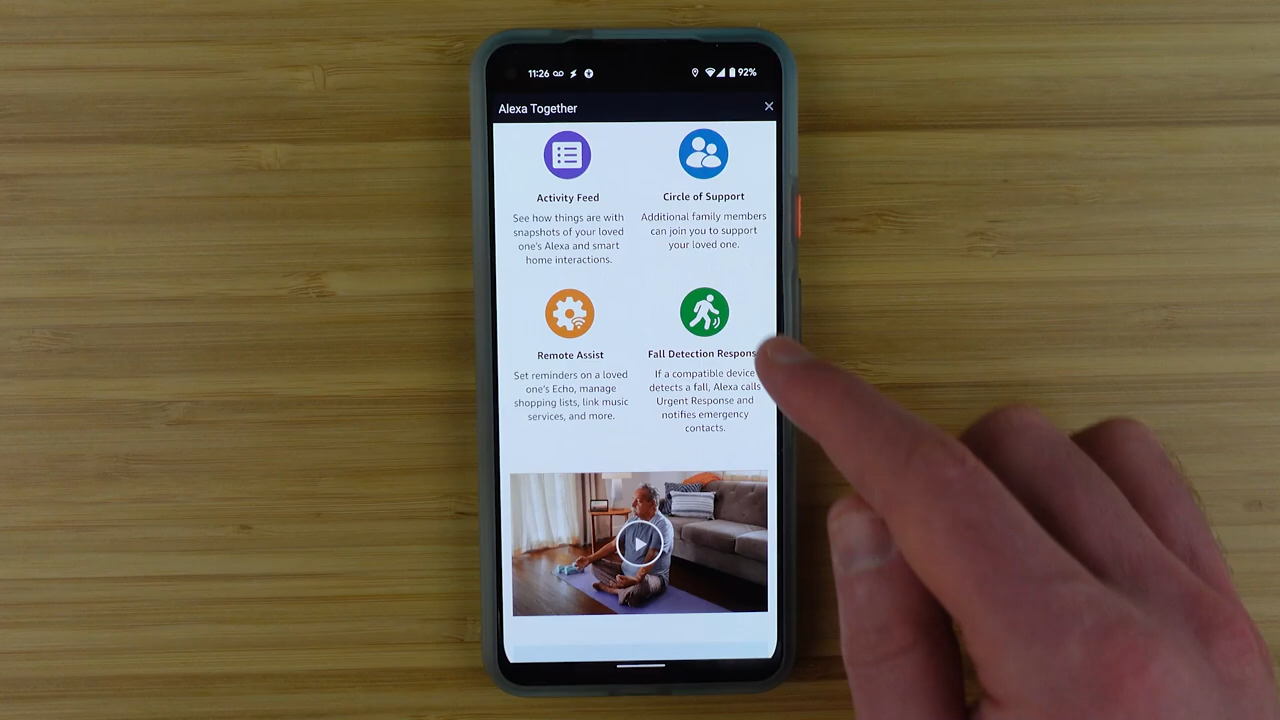 11:26
92%
Alexa Together
Activity Feed
See how things are with
snapshots of your loved
one's Alexa and smart
home interactions.
Circle of Support
Additional family members
can join you to support
your loved one.
Remote Assist
Set reminders on a loved
one's Echo, manage
shopping lists, link music
services, and more.
Fall Detection Respons
If a compatible device
detects a fall, Alexa calls
Urgent Response and
notifies emergency
contacts.